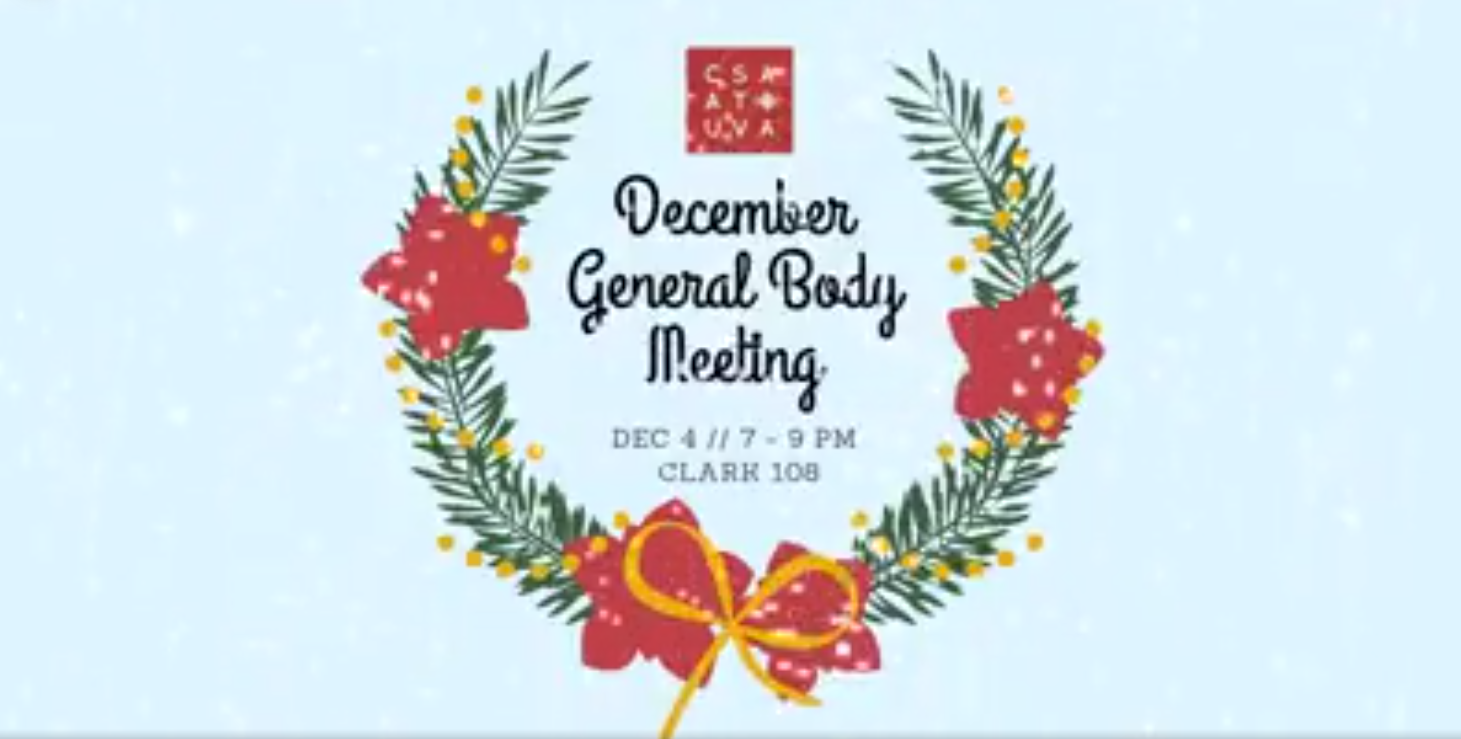 CSA
AT
UVA
December
General Body
Meeting
DEC 4 // 7 - 9 PM
CLARK 108